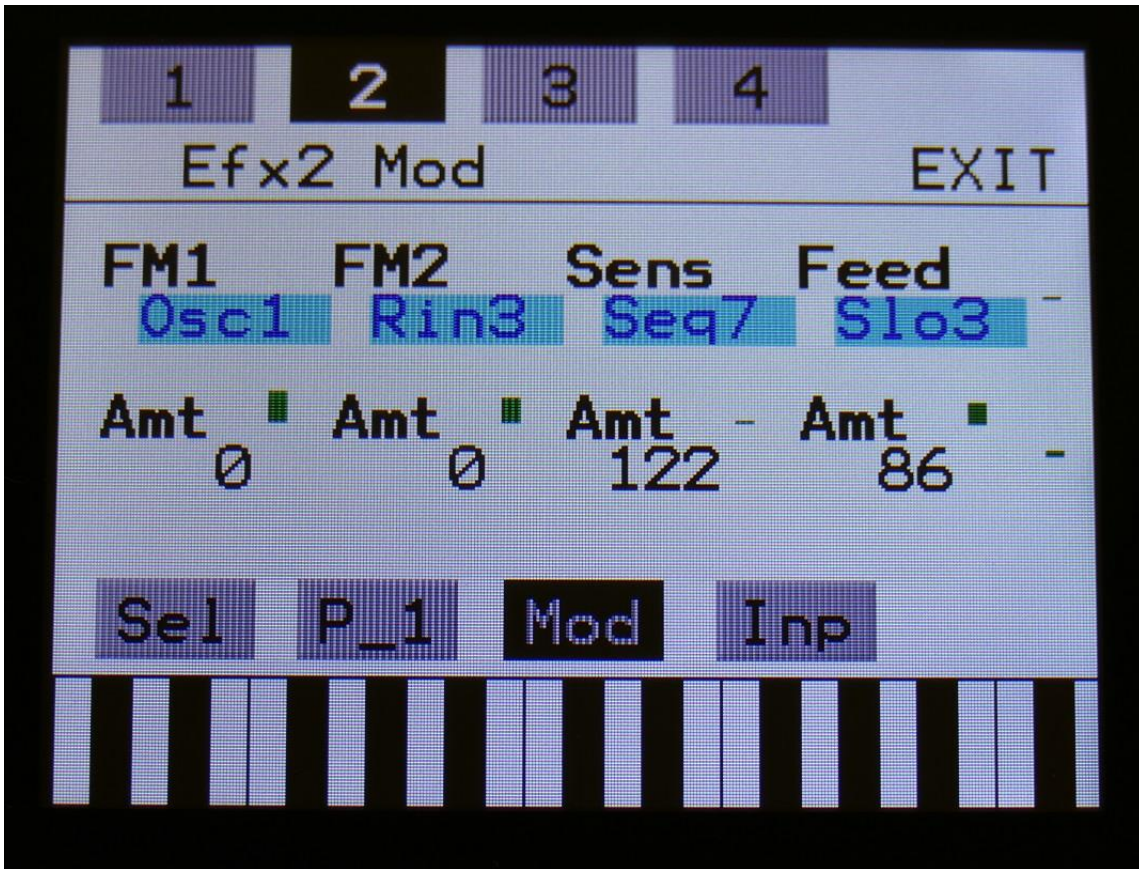 1 2 3 4
Efx2 Mod EXIT
FM1 FM2 Sens Feed
Osc1 Rin3 Seq7 Slo3
Amt Amt Amt Amt
0 0 122 86
Sel P_1 Mod Inp